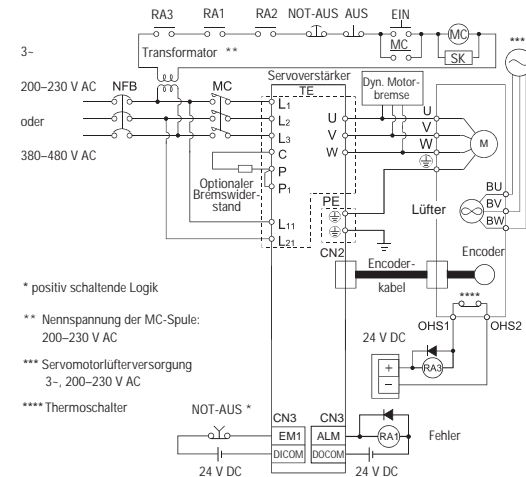 RA3 RA1 RA2 NOT-AUS AUS EIN
MC
MC
SK
***
3~
Transformator **
200–230 V AC
NFB
MC
oder
380–480 V AC
Servoverstärker
TE
Dyn. Motor-
bremse
L1
L2
L3
C
P
P1
L11
L21
U
V
W
U
V
W
M
Optionaler
Bremswider-
stand
PE
CN2
Lüfter
BU
BV
BW
Encoder
Encoder-
kabel
****
OHS1
OHS2
24 V DC
+
–
RA3
* positiv schaltende Logik
** Nennspannung der MC-Spule:
200–230 V AC
*** Servomotorlüfterversorgung
3~, 200–230 V AC
**** Thermoschalter
NOT-AUS *
CN3
CN3
EM1
ALM
DICOM
DOCOM
RA1
Fehler
24 V DC
24 V DC